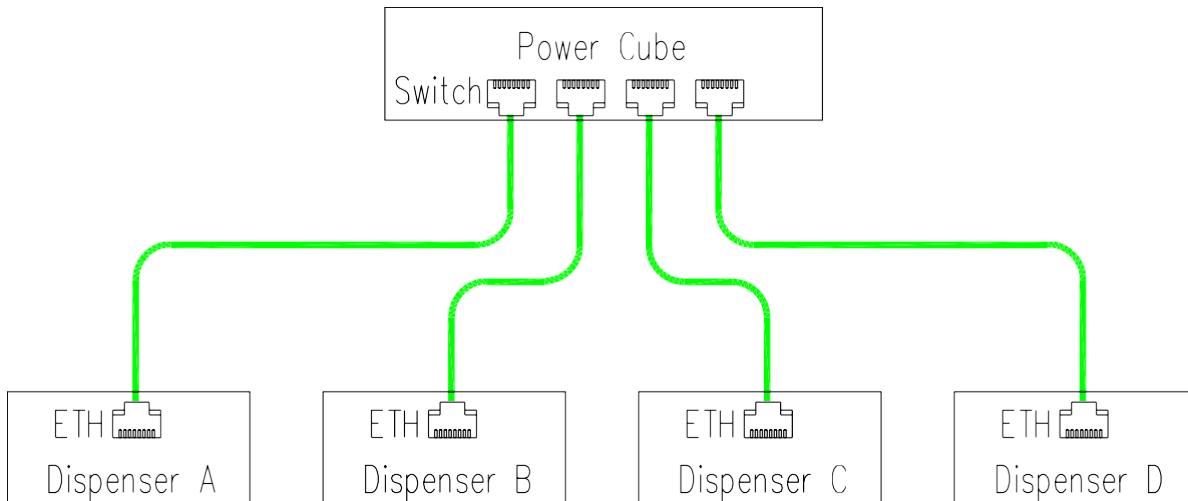 Power Cube
Switch
ETH
ETH
ETH
ETH
Dispenser A
Dispenser B
Dispenser C
Dispenser D